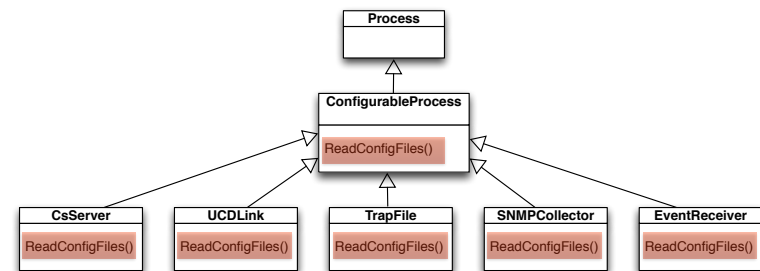 Process
ConfigurableProcess
ReadConfigFiles()
CsServer
UCDLink
TrapFile
SNMPCollector
EventReceiver
ReadConfigFiles()
ReadConfigFiles()
ReadConfigFiles()
ReadConfigFiles()
ReadConfigFiles()